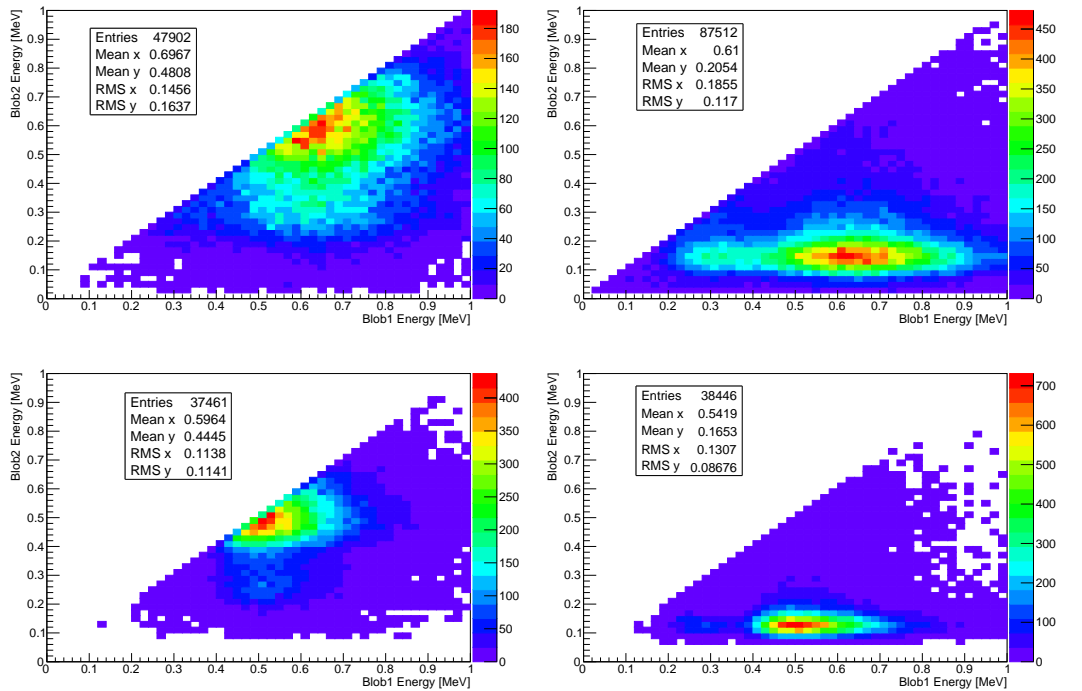 Blob2 Energy [MeV]
1
0.9
0.8
0.7
0.6
0.5
0.4
0.3
0.2
0.1
0
Entries 47902
Mean x 0.6967
Mean y 0.4808
RMS x 0.1456
RMS y 0.1637
0 0.1 0.2 0.3 0.4 0.5 0.6 0.7 0.8 0.9 1
Blob1 Energy [MeV]
180
160
140
120
100
80
60
40
20
0
Blob2 Energy [MeV]
1
0.9
0.8
0.7
0.6
0.5
0.4
0.3
0.2
0.1
0
Entries 87512
Mean x 0.61
Mean y 0.2054
RMS x 0.1855
RMS y 0.117
0 0.1 0.2 0.3 0.4 0.5 0.6 0.7 0.8 0.9 1
Blob1 Energy [MeV]
450
400
350
300
250
200
150
100
50
0
Blob2 Energy [MeV]
1
0.9
0.8
0.7
0.6
0.5
0.4
0.3
0.2
0.1
0
Entries 37461
Mean x 0.5964
Mean y 0.4445
RMS x 0.1138
RMS y 0.1141
0 0.1 0.2 0.3 0.4 0.5 0.6 0.7 0.8 0.9 1
Blob1 Energy [MeV]
400
350
300
250
200
150
100
50
0
Blob2 Energy [MeV]
1
0.9
0.8
0.7
0.6
0.5
0.4
0.3
0.2
0.1
0
Entries 38446
Mean x 0.5419
Mean y 0.1653
RMS x 0.1307
RMS y 0.08676
0 0.1 0.2 0.3 0.4 0.5 0.6 0.7 0.8 0.9 1
Blob1 Energy [MeV]
700
600
500
400
300
200
100
0